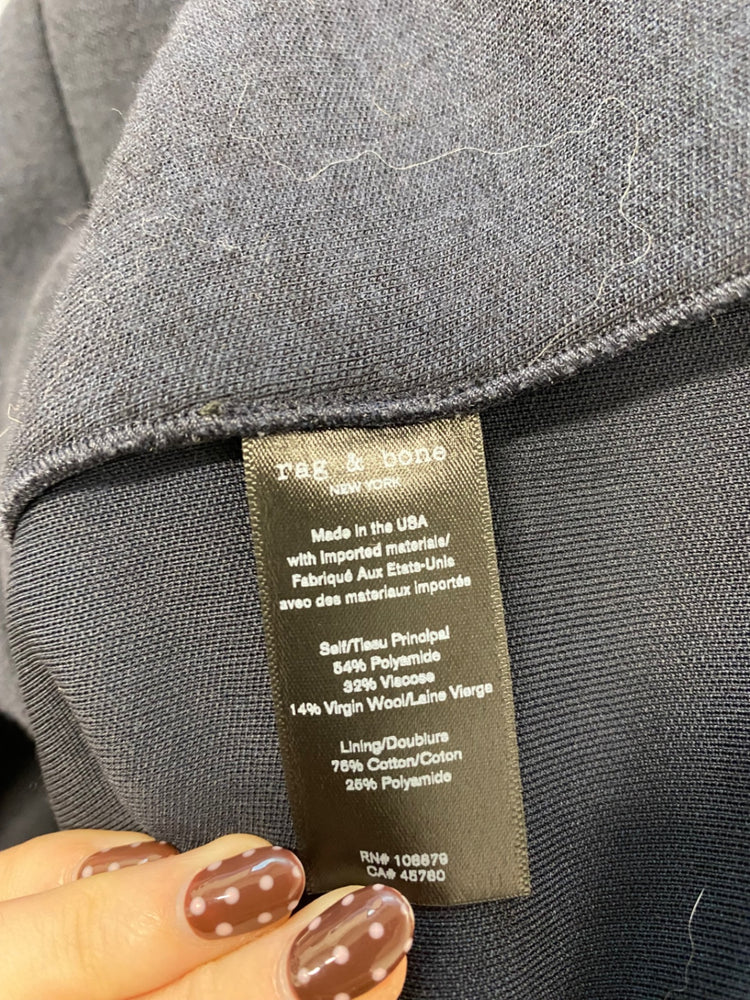 rag & bone
NEW YORK
Made in the USA
with imported materials/
Fabriqué Aux Etats-Unis
avec des materiaux importés
Self/Tissu Principal
54% Polyamide
32% Viscose
14% Virgin Wool/Laine Vierge
Lining/Doublure
75% Cotton/Coton
25% Polyamide
RN# 106679
CA# 45760